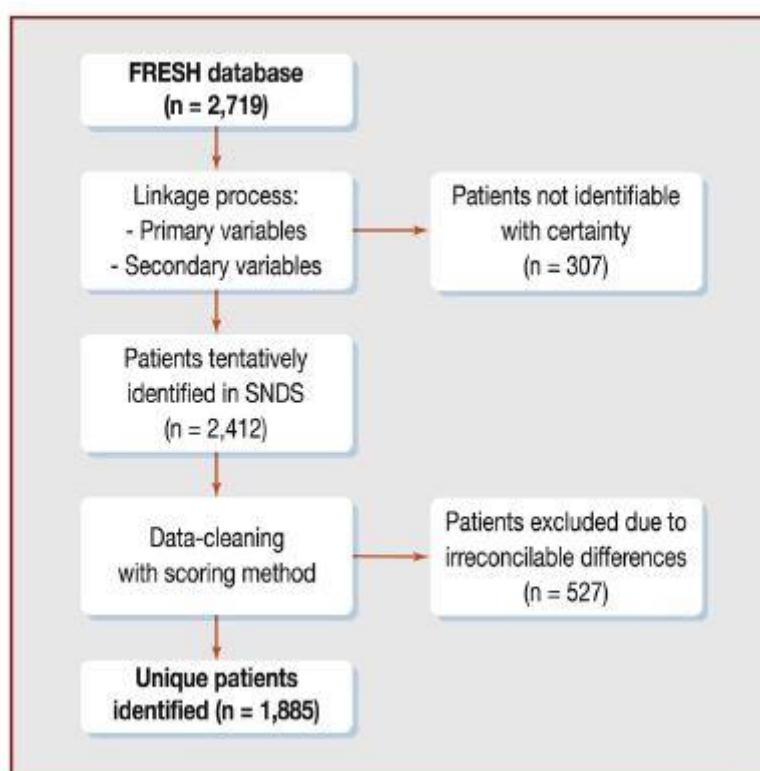 FRESH database
(n = 2,719)
Linkage process:
- Primary variables
- Secondary variables
Patients not identifiable
with certainty
(n = 307)
Patients tentatively
identified in SNDS
(n = 2,412)
Data-cleaning
with scoring method
Patients excluded due to
irreconcilable differences
(n = 527)
Unique patients
identified (n = 1,885)